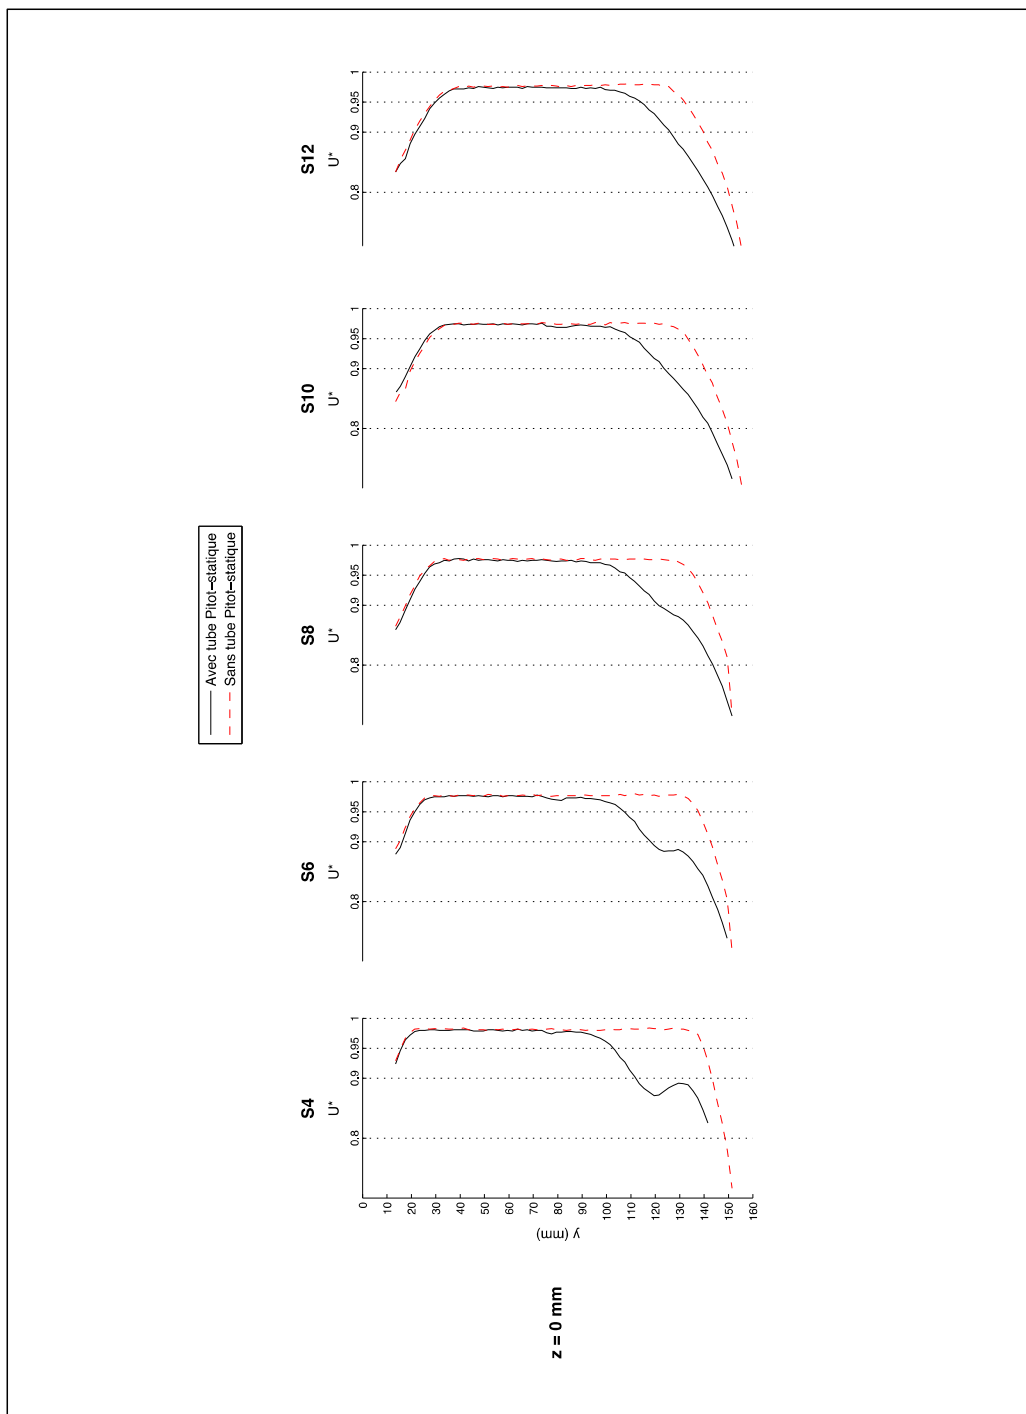 Avec tube Pitot−statique
Sans tube Pitot−statique
S4 S6 S8 S10 S12
U* U* U* U* U*
0.8 0.9 0.95 1 0.8 0.9 0.95 1 0.8 0.9 0.95 1 0.8 0.9 0.95 1 0.8 0.9 0.95 1
0
10
20
30
40
50
60
70
80
90
100
110
120
130
140
150
160
y (mm)
z = 0 mm